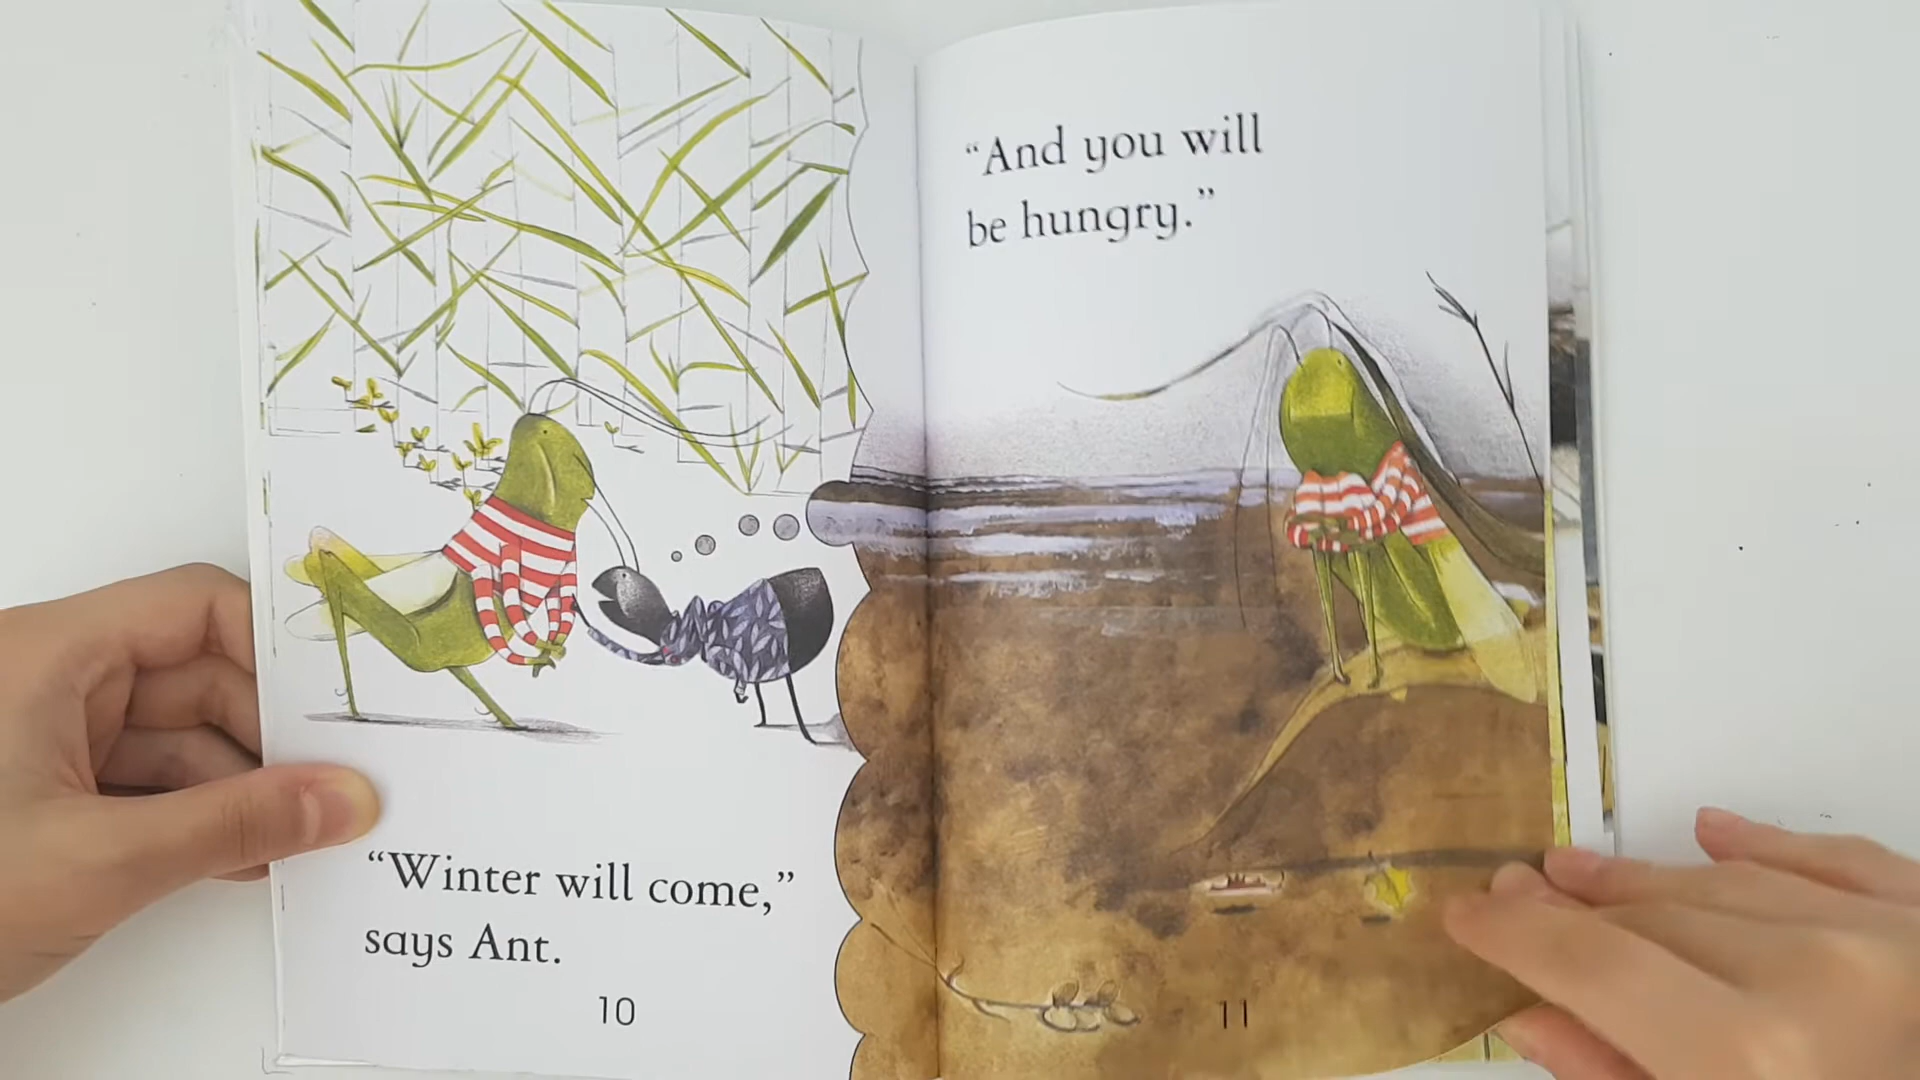 “Winter will come,”
says Ant.
10
“And you will
be hungry.”
11